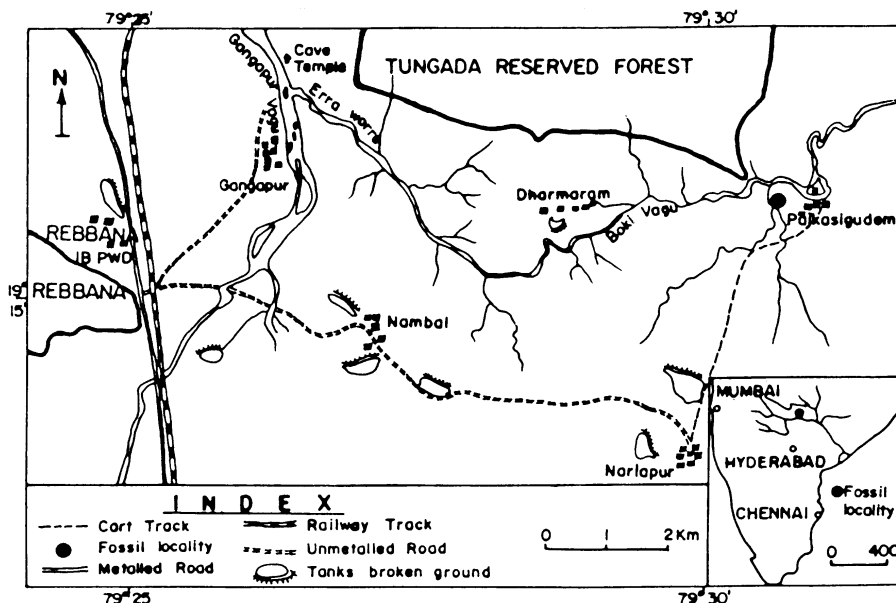 79° 25'
79° 30'
N
Gangapur Vagu
Cave
Temple
Erra worre
TUNGADA RESERVED FOREST
Gangapur
Dharmaram
Boki Vagu
Palkasigudem
REBBANA
IB PWD
REBBANA
19°
15'
Nambal
Narlapur
MUMBAI
HYDERABAD
CHENNAI
Fossil
locality
0 400
INDEX
Cart Track
Railway Track
Fossil locality
Unmetalled Road
Metalled Road
Tanks broken ground
0 1 2 Km
79° 25
79° 30'